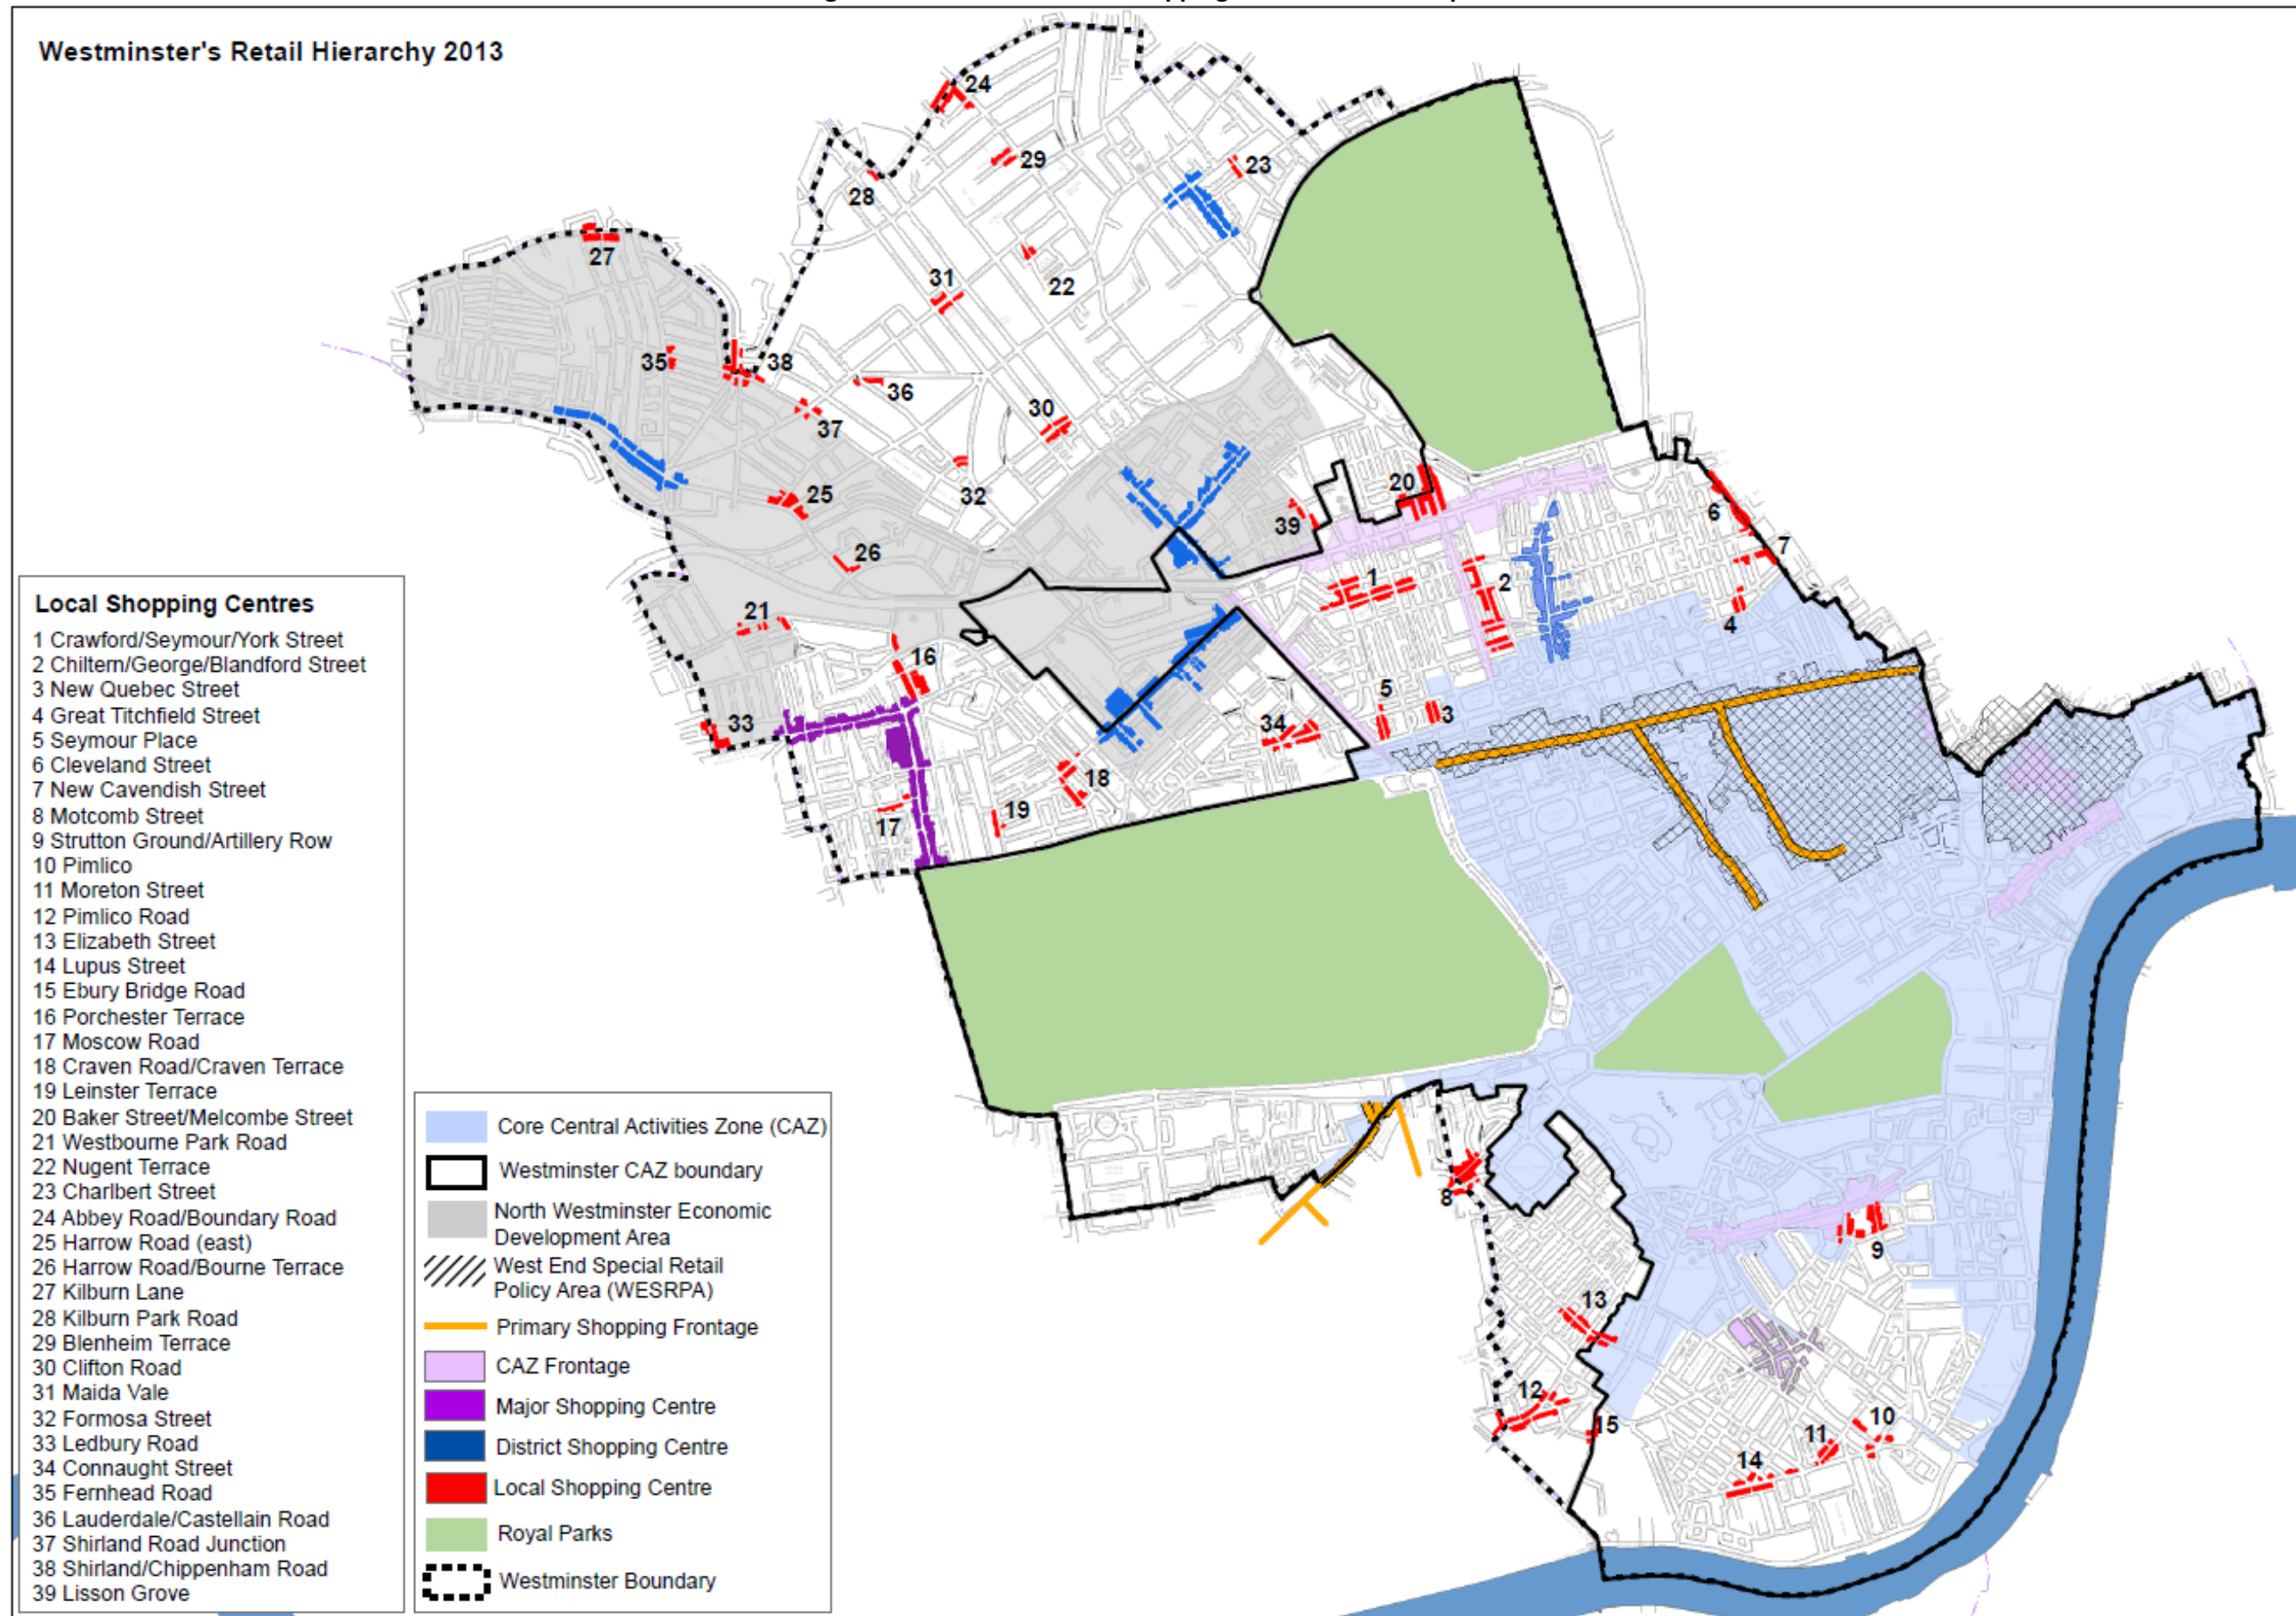 Westminster's Retail Hierarchy 2013
24
29
23
28
27
31
22
35
38
36
30
37
32
25
20
39
6
26
7
1
2
21
4
16
5
3
33
34
18
19
17
PALACE
8
9
13
12
15
10
11
14
Local Shopping Centres
1 Crawford/Seymour/York Street
2 Chiltern/George/Blandford Street
3 New Quebec Street
4 Great Titchfield Street
5 Seymour Place
6 Cleveland Street
7 New Cavendish Street
8 Motcomb Street
9 Strutton Ground/Artillery Row
10 Pimlico
11 Moreton Street
12 Pimlico Road
13 Elizabeth Street
14 Lupus Street
15 Ebury Bridge Road
16 Porchester Terrace
17 Moscow Road
18 Craven Road/Craven Terrace
19 Leinster Terrace
20 Baker Street/Melcombe Street
21 Westbourne Park Road
22 Nugent Terrace
23 Charlbert Street
24 Abbey Road/Boundary Road
25 Harrow Road (east)
26 Harrow Road/Bourne Terrace
27 Kilburn Lane
28 Kilburn Park Road
29 Blenheim Terrace
30 Clifton Road
31 Maida Vale
32 Formosa Street
33 Ledbury Road
34 Connaught Street
35 Fernhead Road
36 Lauderdale/Castellain Road
37 Shirland Road Junction
38 Shirland/Chippenham Road
39 Lisson Grove
Core Central Activities Zone (CAZ)
Westminster CAZ boundary
North Westminster Economic
Development Area
West End Special Retail
Policy Area (WESRPA)
Primary Shopping Frontage
CAZ Frontage
Major Shopping Centre
District Shopping Centre
Local Shopping Centre
Royal Parks
Westminster Boundary